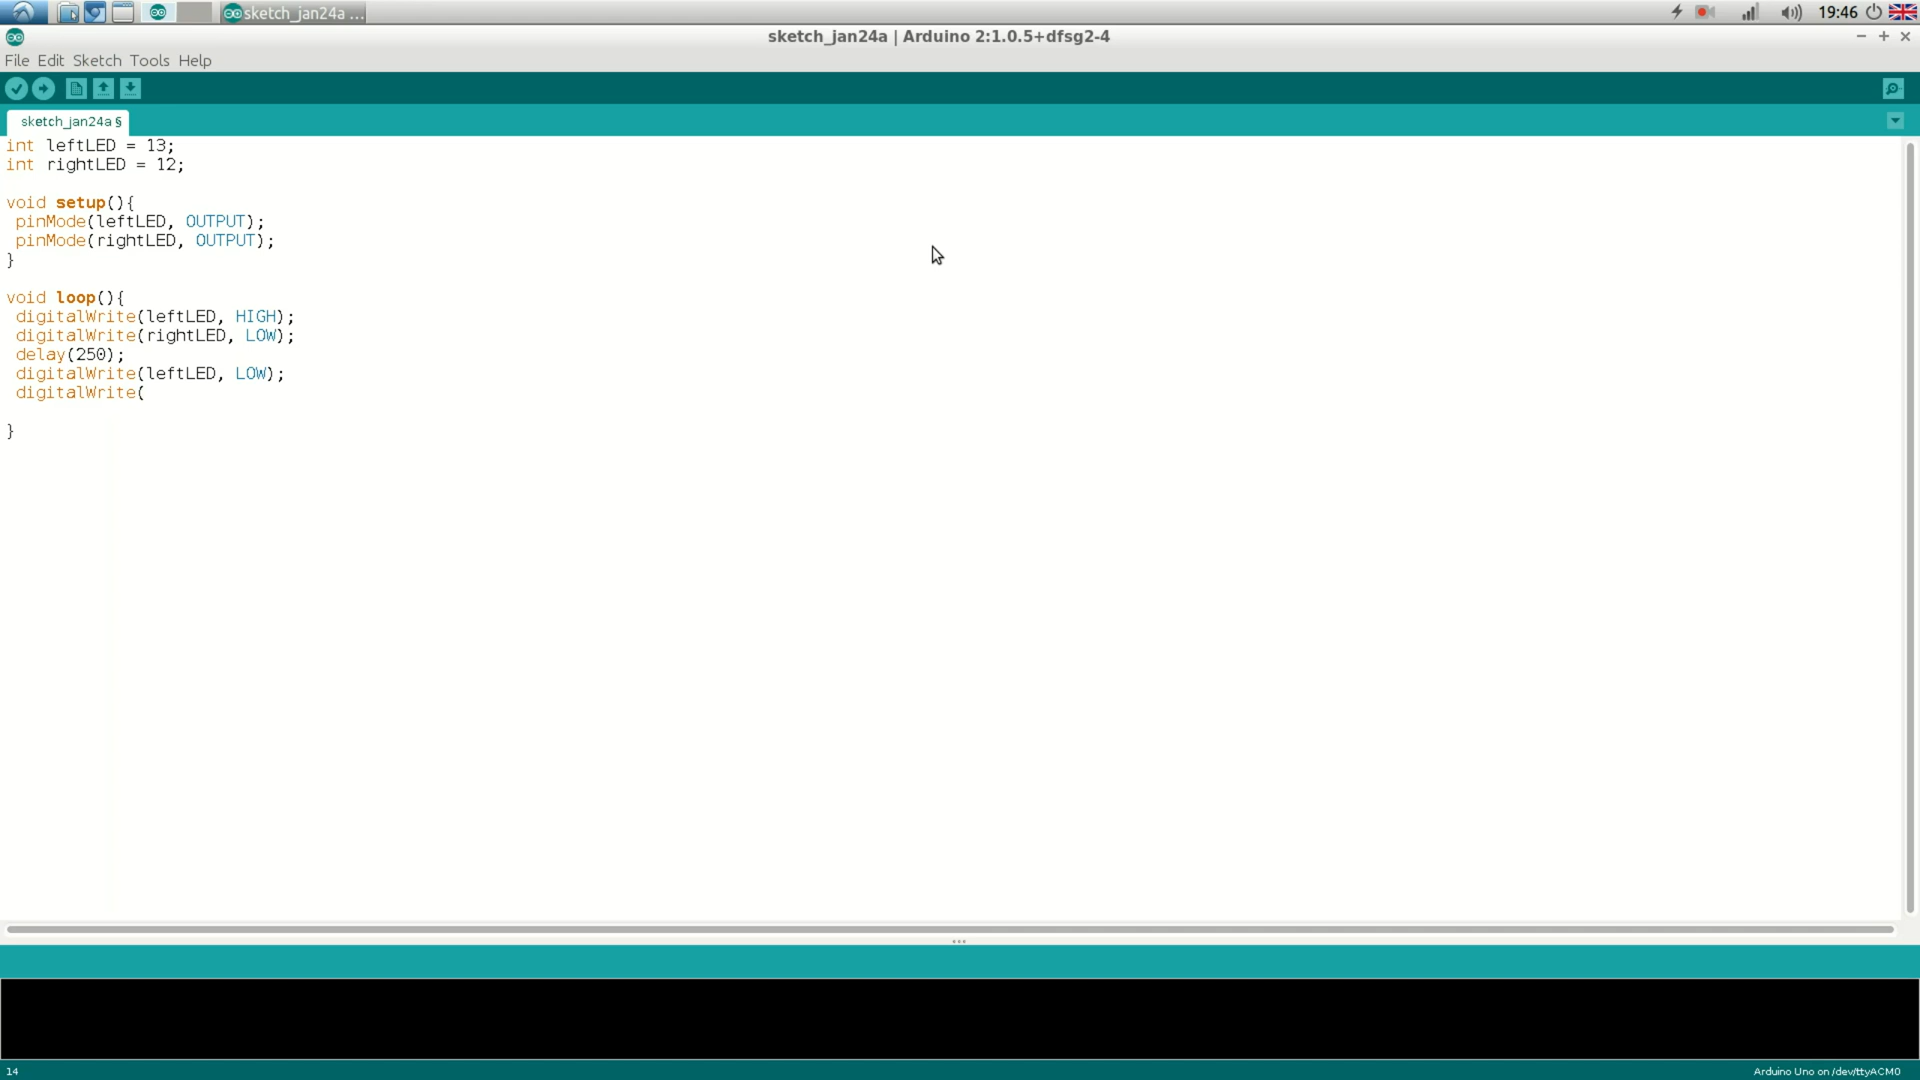 sketch_jan24a ...
19:46
sketch_jan24a | Arduino 2:1.0.5+dfsg2-4
File Edit Sketch Tools Help
sketch_jan24a §
int leftLED = 13;
int rightLED = 12;
void setup(){
pinMode(leftLED, OUTPUT);
pinMode(rightLED, OUTPUT);
}
void loop(){
digitalWrite(leftLED, HIGH);
digitalWrite(rightLED, LOW);
delay(250);
digitalWrite(leftLED, LOW);
digitalWrite(
}
14
Arduino Uno on /dev/ttyACM0